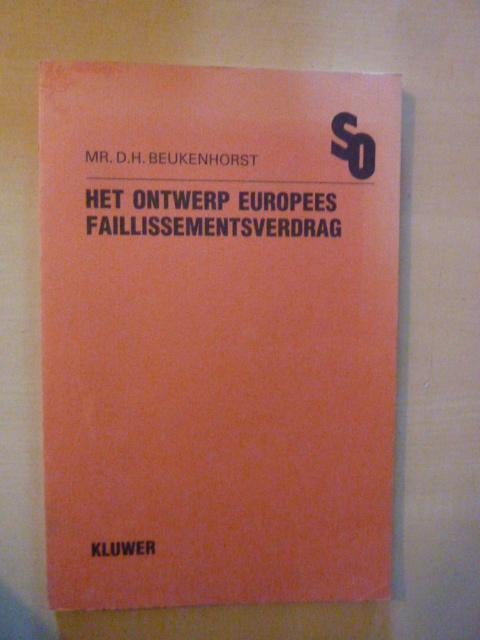 SO
MR. D.H. BEUKENHORST
HET ONTWERP EUROPEES
FAILLISSEMENTSVERDRAG
KLUWER